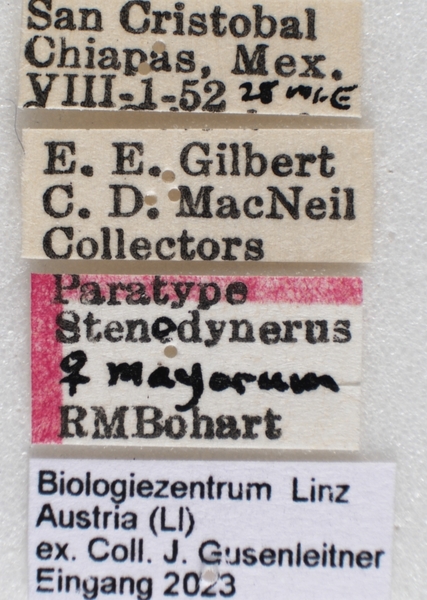 San Cristobal
Chiapas, Mex.
VIII-1-52 28 mi. E
E. E. Gilbert
C. D. MacNeil
Collectors
Paratype
Stenodynerus
♀ mayorum
RMBohart
Biologiezentrum Linz
Austria (LI)
ex. Coll. J. Gusenleitner
Eingang 2023